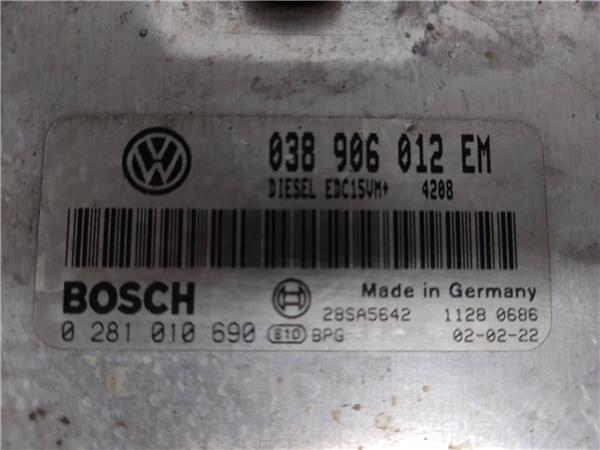 038 906 012 EM
DIESEL EDC15VM+ 4208
BOSCH
Made in Germany
28SA5642 1128 0686
0 281 010 690 810 BPG 02-02-22